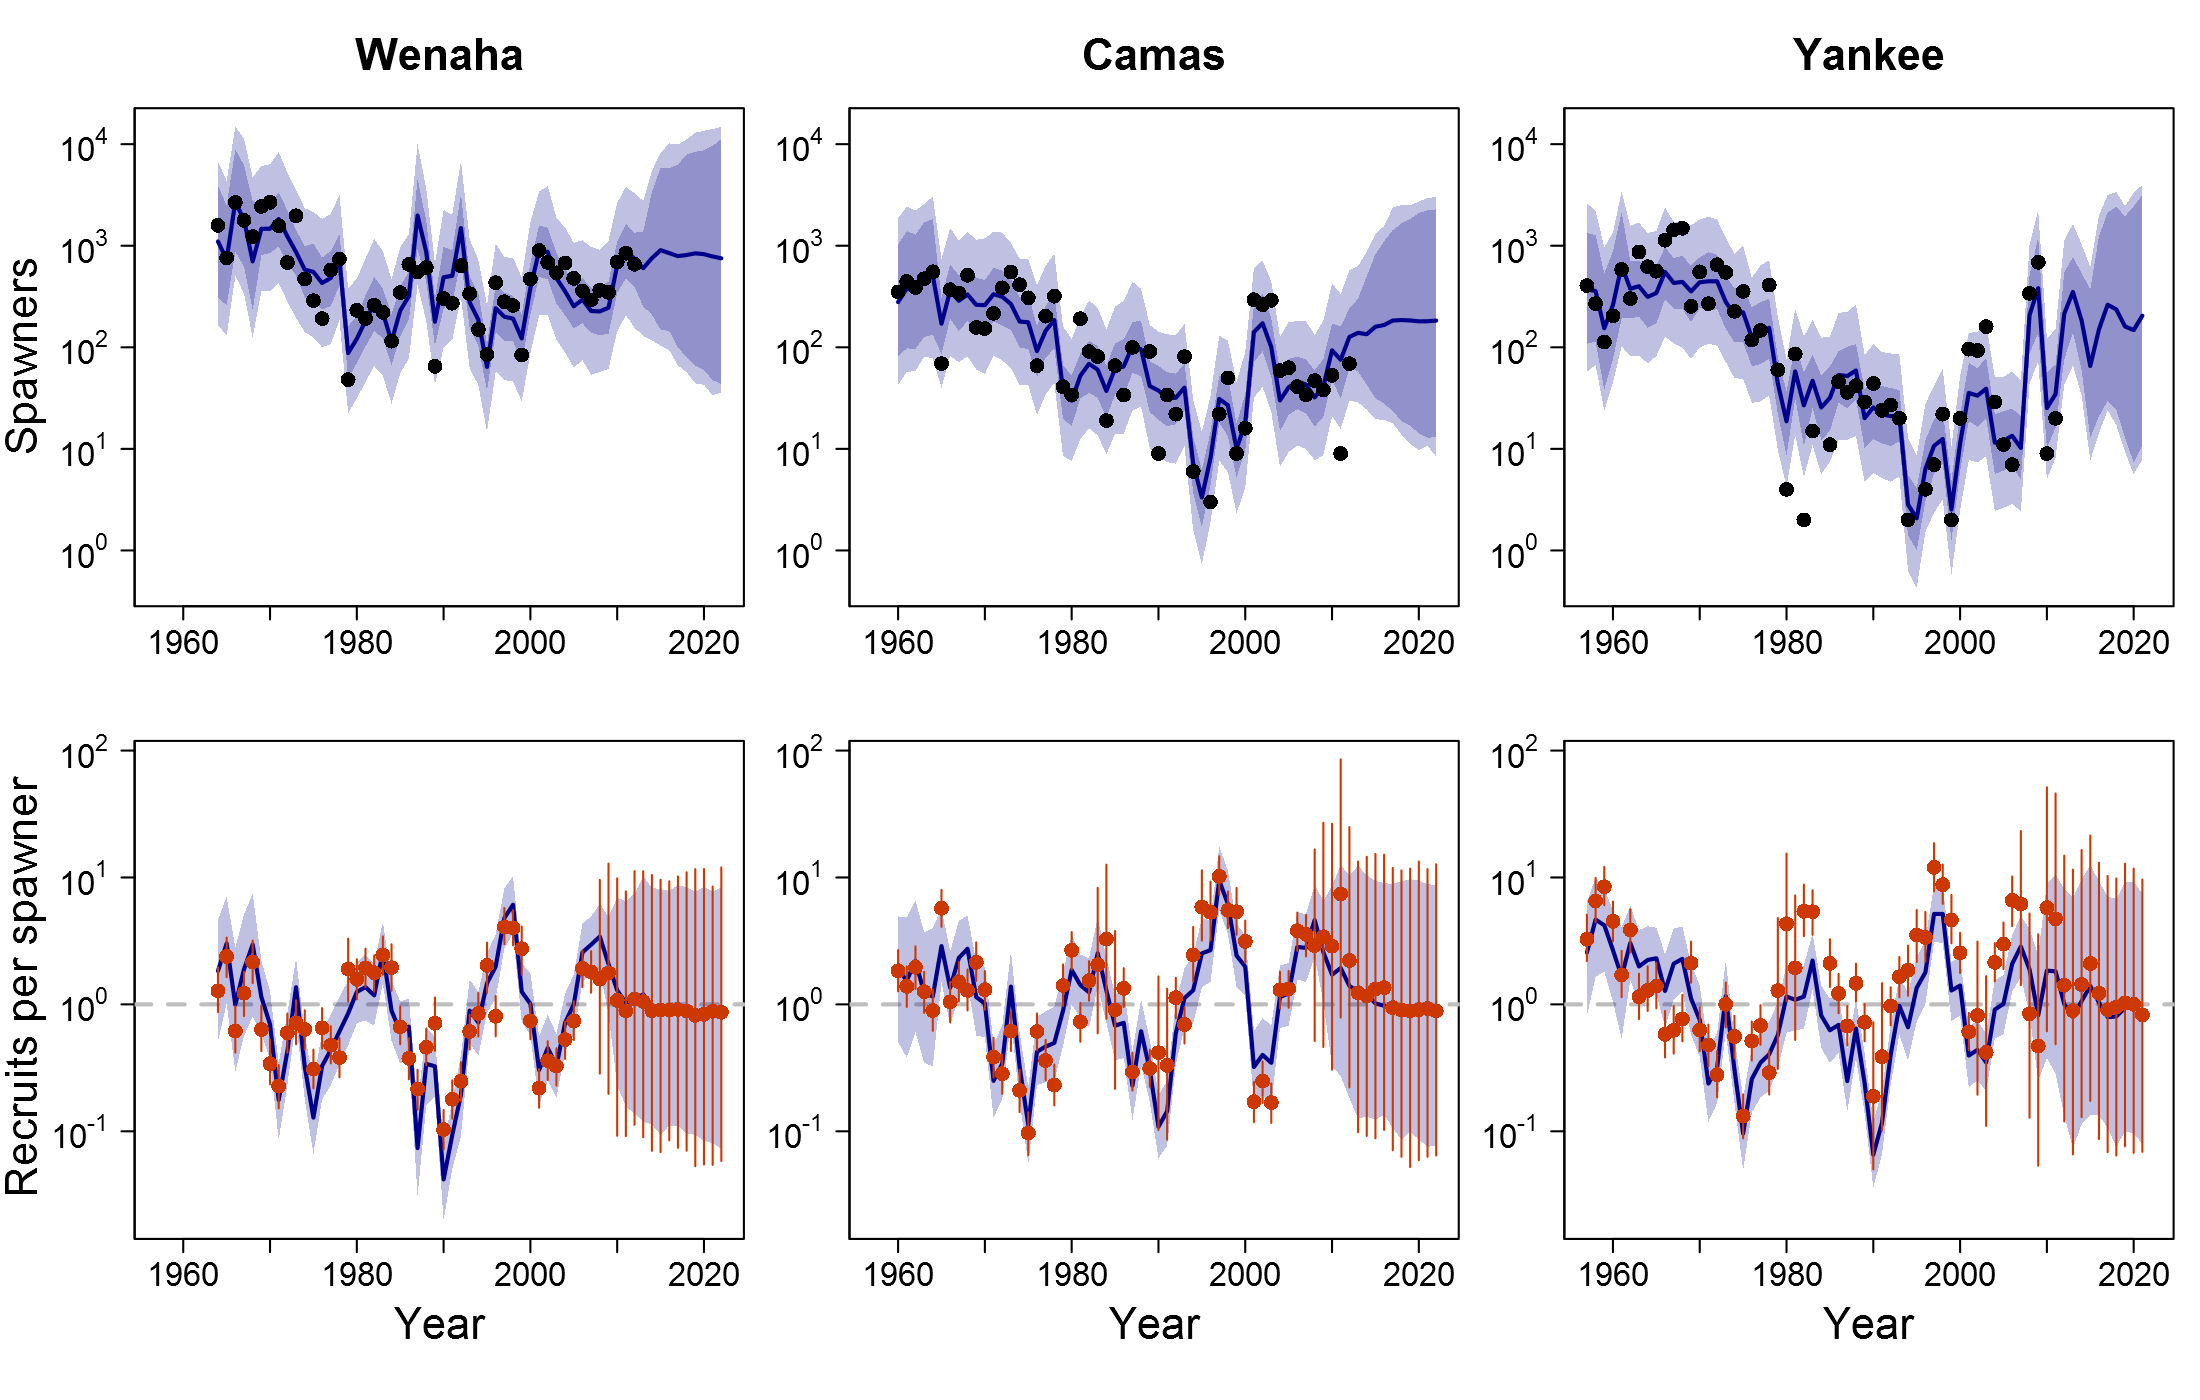 Wenaha Camas Yankee
Spawners
10^4 10^4 10^4
10^3 10^3 10^3
10^2 10^2 10^2
10^1 10^1 10^1
10^0 10^0 10^0
1960 1980 2000 2020 1960 1980 2000 2020 1960 1980 2000 2020
Recruits per spawner
10^2 10^2 10^2
10^1 10^1 10^1
10^0 10^0 10^0
10^-1 10^-1 10^-1
1960 1980 2000 2020 1960 1980 2000 2020 1960 1980 2000 2020
Year Year Year